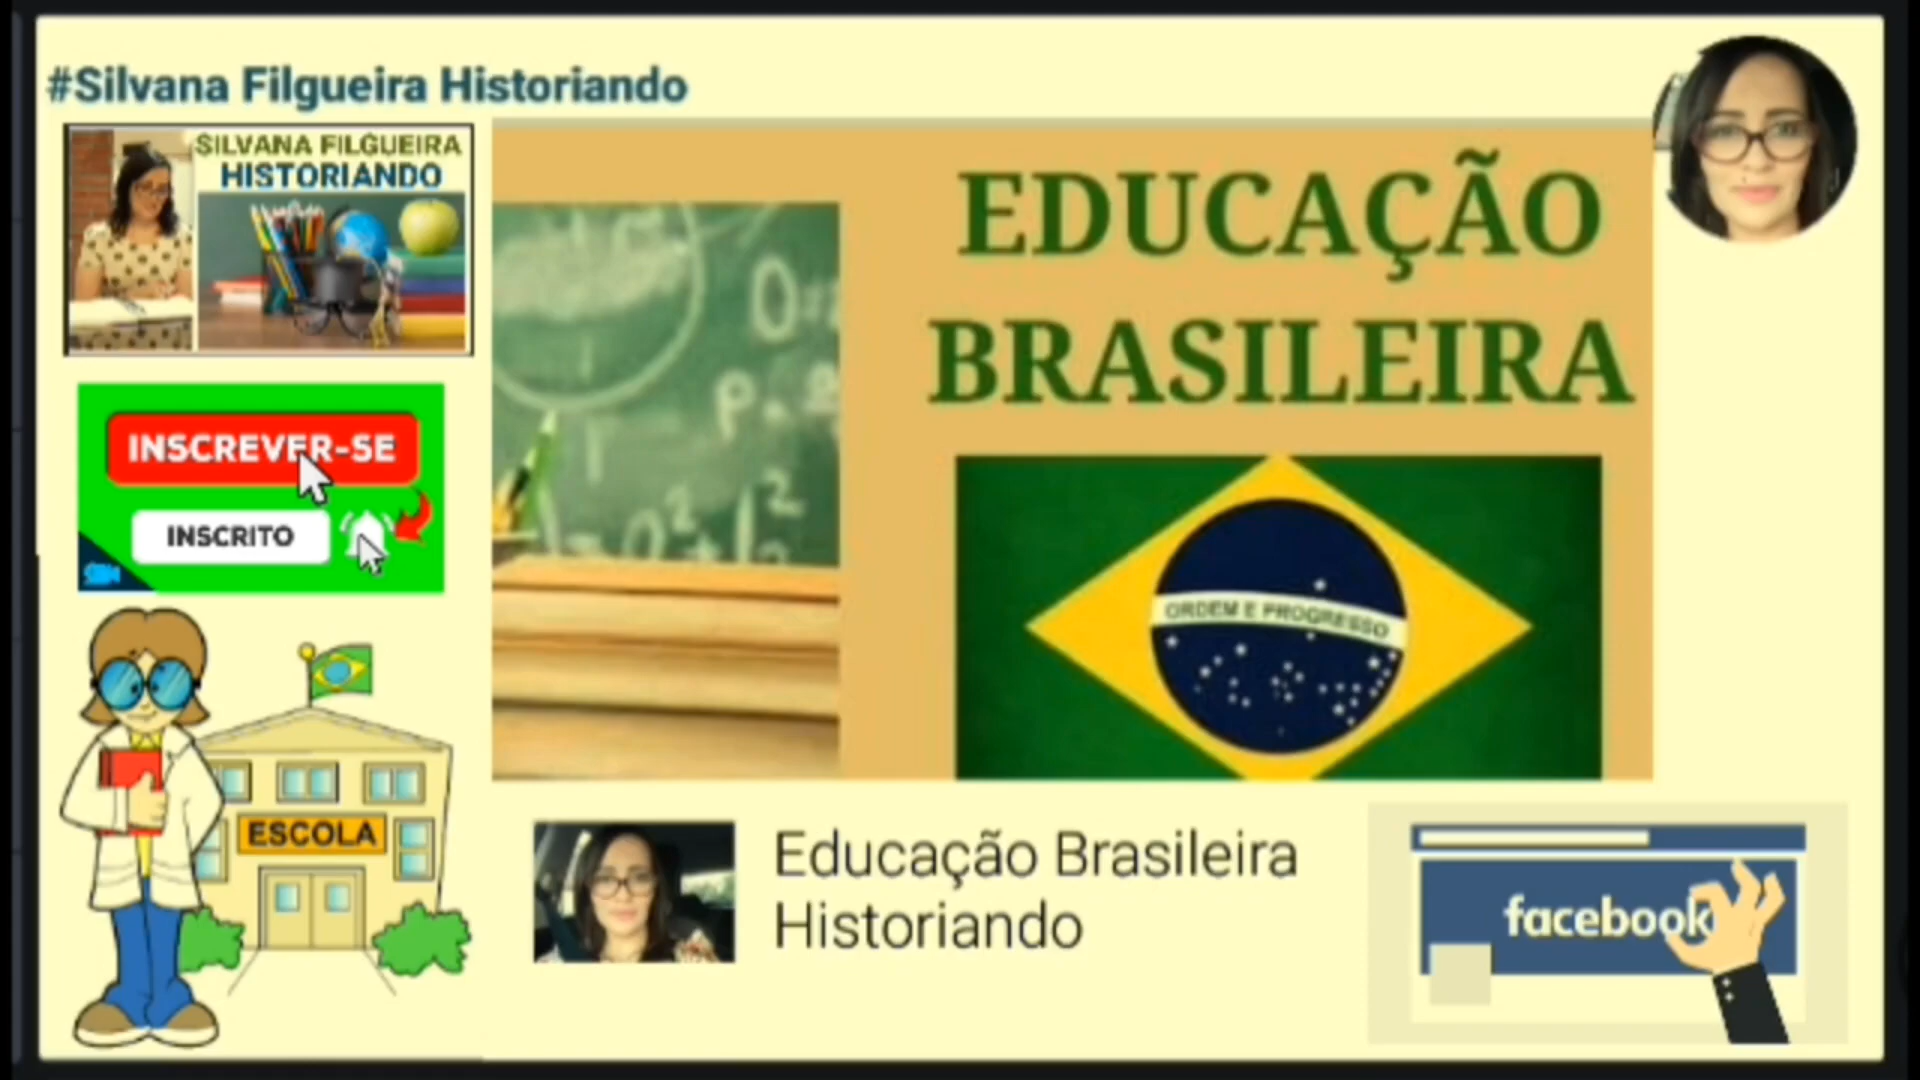 #Silvana Filgueira Historiando
SILVANA FILGUEIRA
HISTORIANDO
EDUCAÇÃO
BRASILEIRA
INSCREVER-SE
INSCRITO
ORDEM E PROGRESSO
ESCOLA
Educação Brasileira
Historiando
facebook